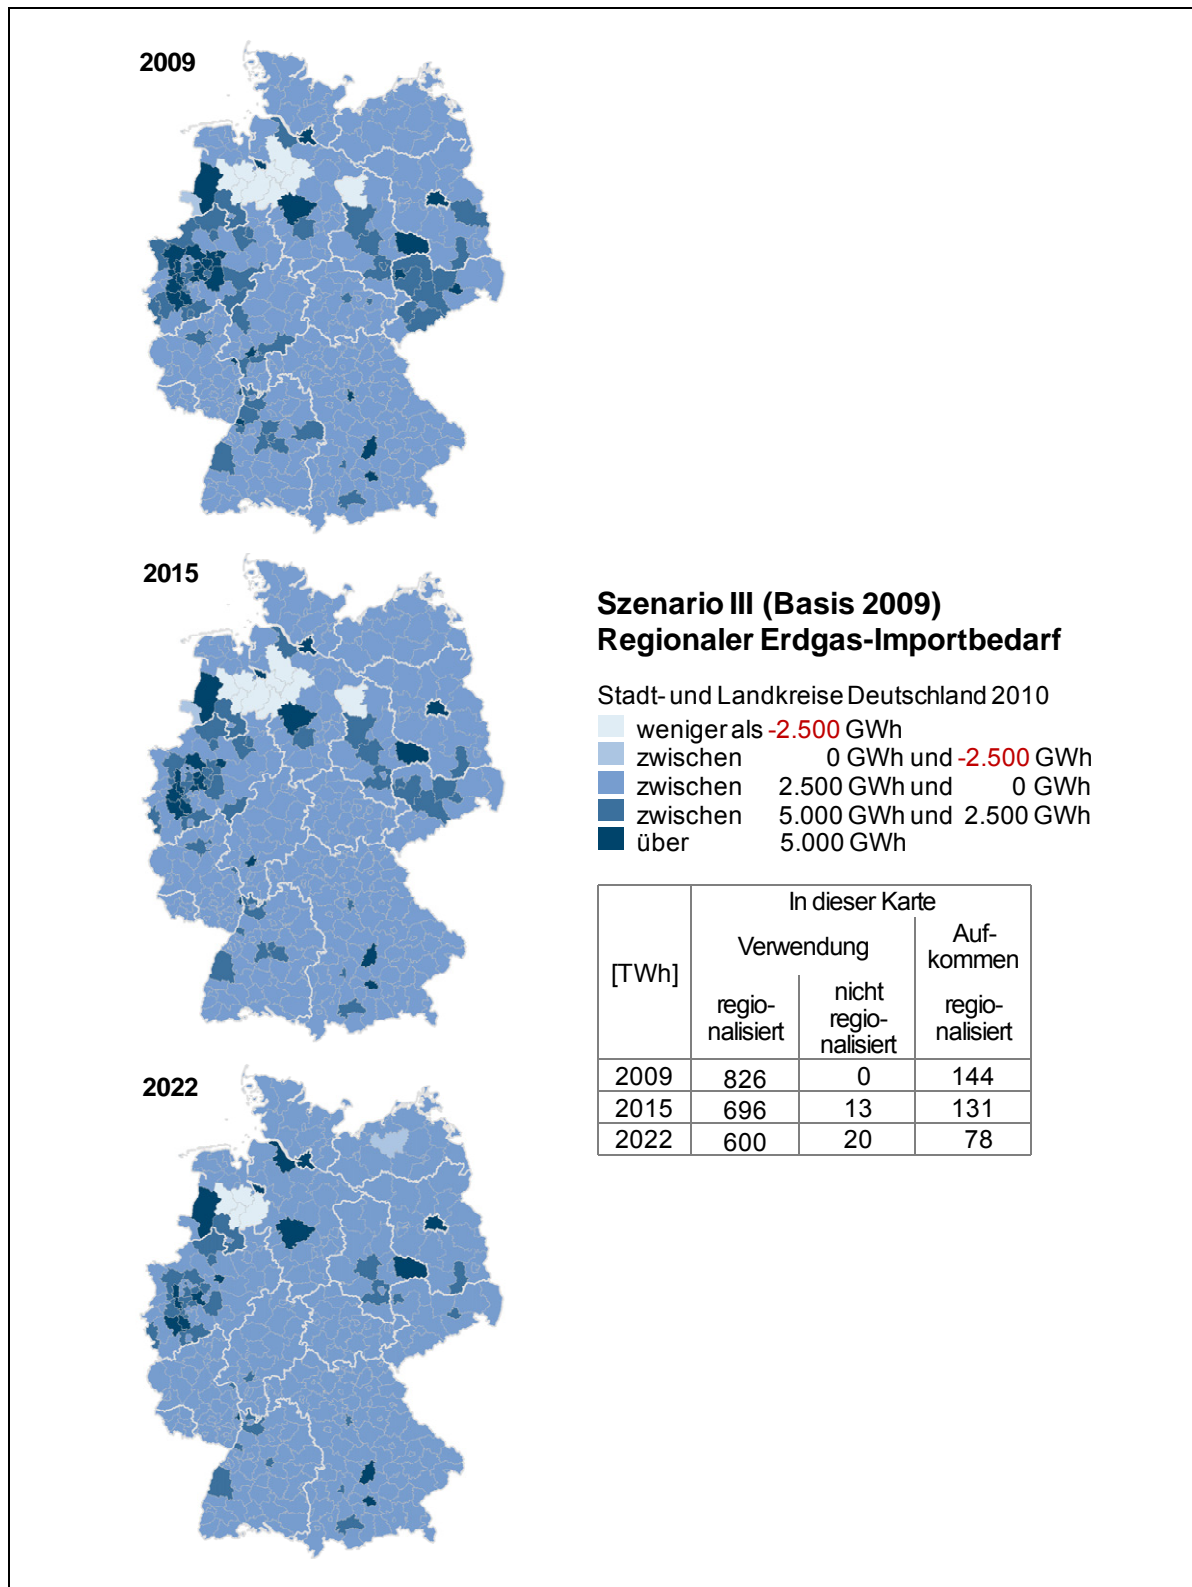 2009
2015
2022
Szenario III (Basis 2009)
Regionaler Erdgas-Importbedarf
Stadt- und Landkreise Deutschland 2010
weniger als -2.500 GWh
zwischen 0 GWh und -2.500 GWh
zwischen 2.500 GWh und 0 GWh
zwischen 5.000 GWh und 2.500 GWh
über 5.000 GWh
[TWh]
In dieser Karte
Verwendung
Auf-
kommen
regio-
nalisiert
nicht
regio-
nalisiert
regio-
nalisiert
2009 826 0 144
2015 696 13 131
2022 600 20 78